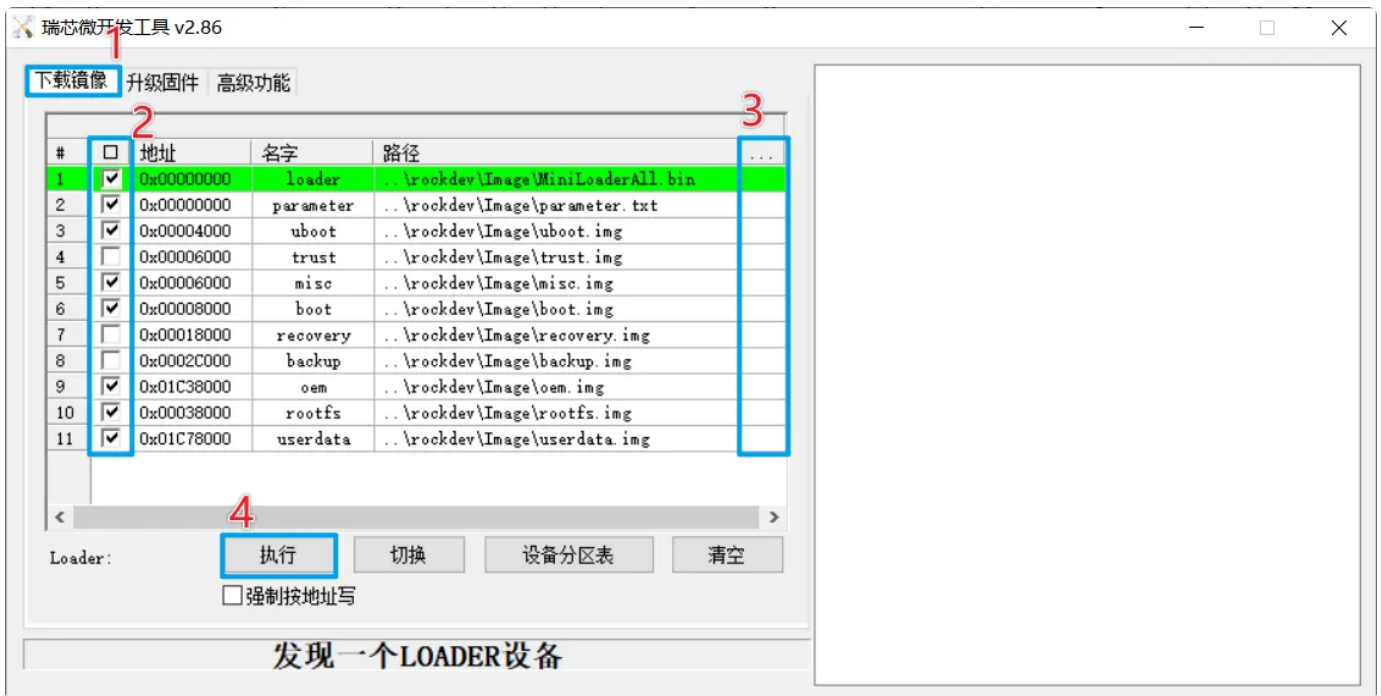 瑞芯微开发工具 v2.86
1
下载镜像 升级固件 高级功能
2 3
# 地址 名字 路径 ...
1 0x00000000 loader ..\rockdev\Image\MiniLoaderAll.bin
2 0x00000000 parameter ..\rockdev\Image\parameter.txt
3 0x00004000 uboot ..\rockdev\Image\uboot.img
4 0x00006000 trust ..\rockdev\Image\trust.img
5 0x00006000 misc ..\rockdev\Image\misc.img
6 0x00008000 boot ..\rockdev\Image\boot.img
7 0x00018000 recovery ..\rockdev\Image\recovery.img
8 0x0002C000 backup ..\rockdev\Image\backup.img
9 0x01C38000 oem ..\rockdev\Image\oem.img
10 0x00038000 rootfs ..\rockdev\Image\rootfs.img
11 0x01C78000 userdata ..\rockdev\Image\userdata.img
4
Loader: 执行 切换 设备分区表 清空
强制按地址写
发现一个LOADER设备